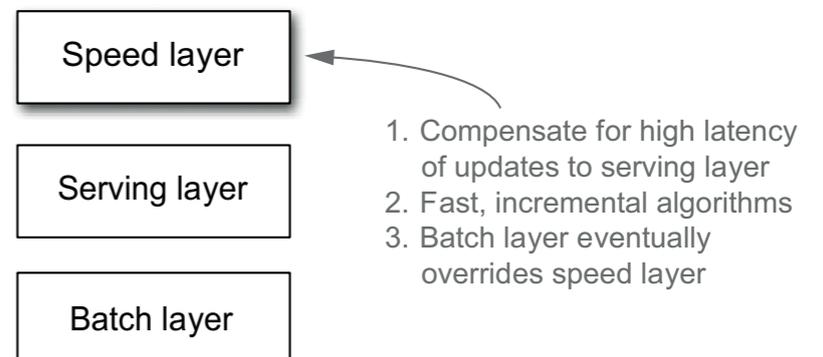 Speed layer
1. Compensate for high latency
of updates to serving layer
2. Fast, incremental algorithms
3. Batch layer eventually
overrides speed layer
Serving layer
Batch layer